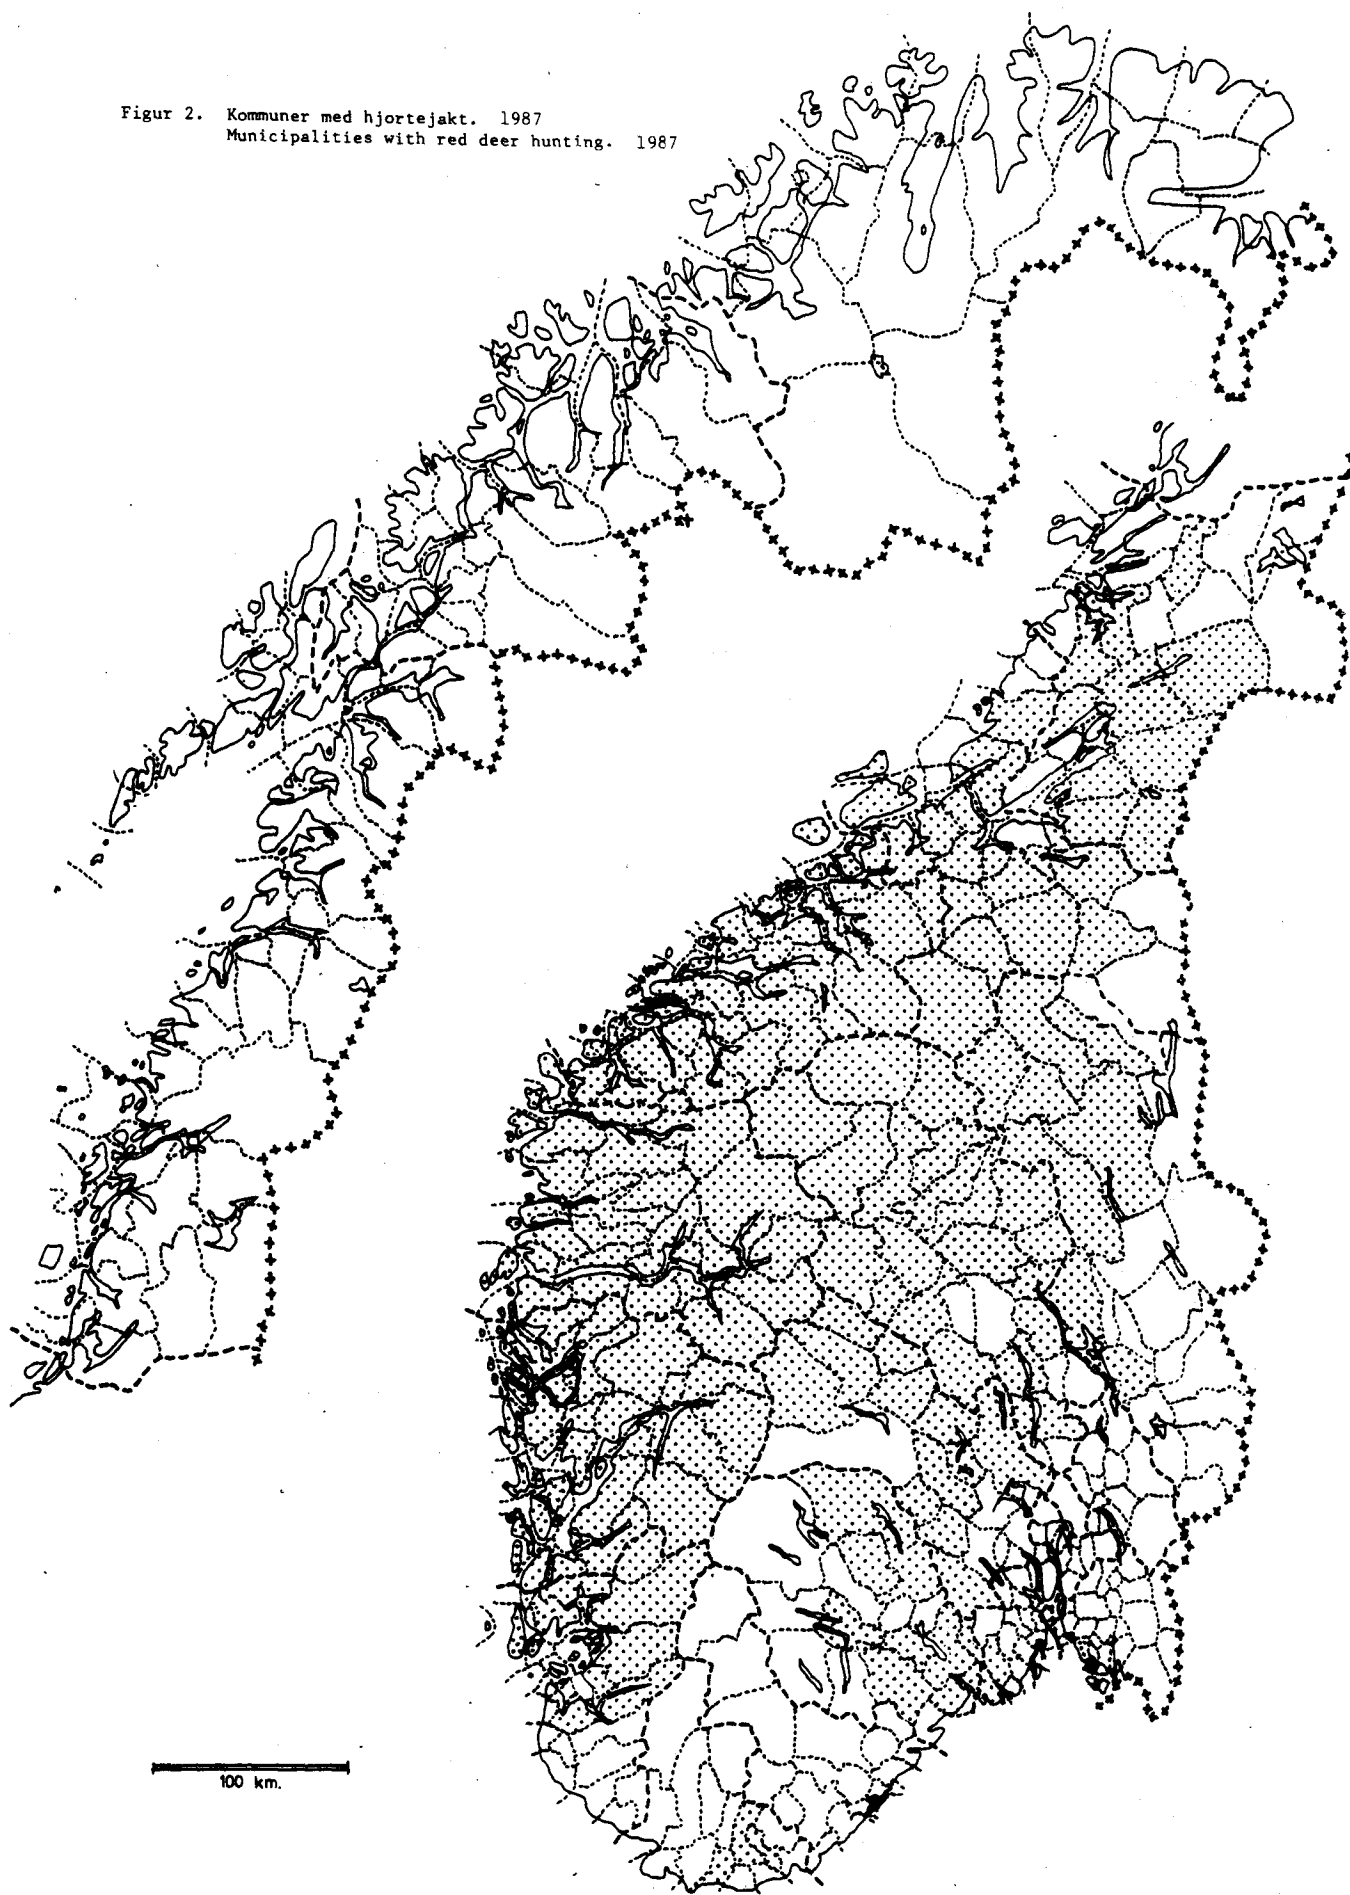 Figur 2. Kommuner med hjortejakt. 1987
Municipalities with red deer hunting. 1987
100 km.